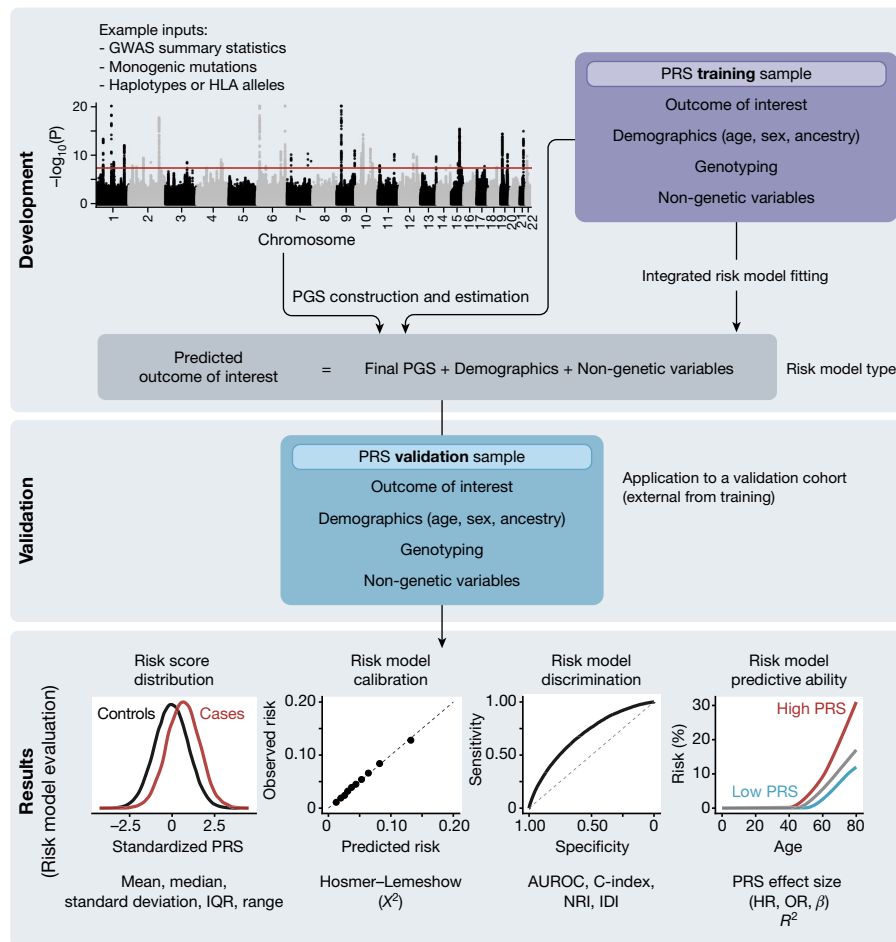 Development
Example inputs:
- GWAS summary statistics
- Monogenic mutations
- Haplotypes or HLA alleles
–log10(P)
20
10
0
1
2
3
4
5
6
7
8
9
10
11
12
13
14
15
16
17
18
19
20
21
22
Chromosome
PRS training sample
Outcome of interest
Demographics (age, sex, ancestry)
Genotyping
Non-genetic variables
PGS construction and estimation
Integrated risk model fitting
Predicted
outcome of interest
=
Final PGS + Demographics + Non-genetic variables
Risk model type
Validation
PRS validation sample
Outcome of interest
Demographics (age, sex, ancestry)
Genotyping
Non-genetic variables
Application to a validation cohort
(external from training)
Results
(Risk model evaluation)
Risk score
distribution
Controls
Cases
–2.5
0
2.5
Standardized PRS
Mean, median,
standard deviation, IQR, range
Risk model
calibration
Observed risk
0.20
0.10
0
0
0.10
0.20
Predicted risk
Hosmer–Lemeshow
(X²)
Risk model
discrimination
Sensitivity
1.00
0.50
0
1.00
0.50
0
Specificity
AUROC, C-index,
NRI, IDI
Risk model
predictive ability
Risk (%)
30
20
10
0
High PRS
Low PRS
0
20
40
60
80
Age
PRS effect size
(HR, OR, β)
R²